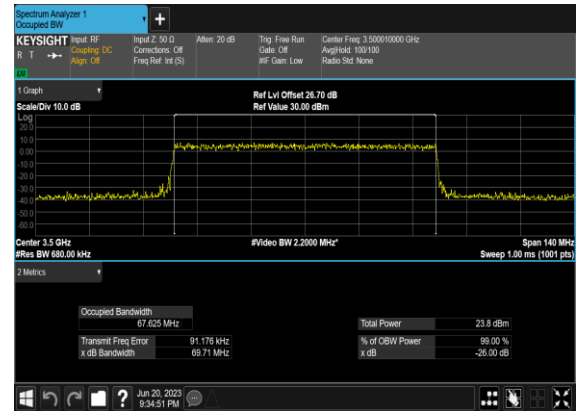 Spectrum Analyzer 1
Occupied BW
+
KEYSIGHT
R T
Input: RF
Coupling: DC
Align: Off
Input Z: 50 Ω
Corrections: Off
Freq Ref: Int (S)
Atten: 20 dB
Trig: Free Run
Gate: Off
#IF Gain: Low
Center Freq: 3.500010000 GHz
Avg|Hold: 100/100
Radio Std: None
1 Graph
Scale/Div 10.0 dB
Ref Lvl Offset 26.70 dB
Ref Value 30.00 dBm
Log
20.0
10.0
0.00
-10.0
-20.0
-30.0
-40.0
-50.0
-60.0
Center 3.5 GHz
#Res BW 680.00 kHz
#Video BW 2.2000 MHz*
Span 140 MHz
Sweep 1.00 ms (1001 pts)
2 Metrics
Occupied Bandwidth
67.625 MHz
Transmit Freq Error 91.176 kHz
x dB Bandwidth 69.71 MHz
Total Power 23.8 dBm
% of OBW Power 99.00 %
x dB -26.00 dB
?
Jun 20, 2023
9:34:51 PM